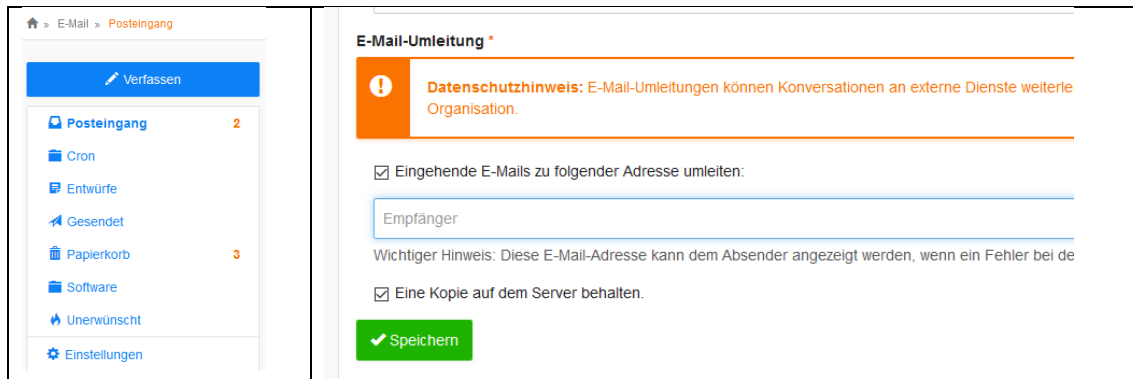 E-Mail » Posteingang
Verfassen
Posteingang 2
Cron
Entwürfe
Gesendet
Papierkorb 3
Software
Unerwünscht
Einstellungen
E-Mail-Umleitung *
Datenschutzhinweis: E-Mail-Umleitungen können Konversationen an externe Dienste weiterle
Organisation.
Eingehende E-Mails zu folgender Adresse umleiten:
Empfänger
Wichtiger Hinweis: Diese E-Mail-Adresse kann dem Absender angezeigt werden, wenn ein Fehler bei de
Eine Kopie auf dem Server behalten.
Speichern